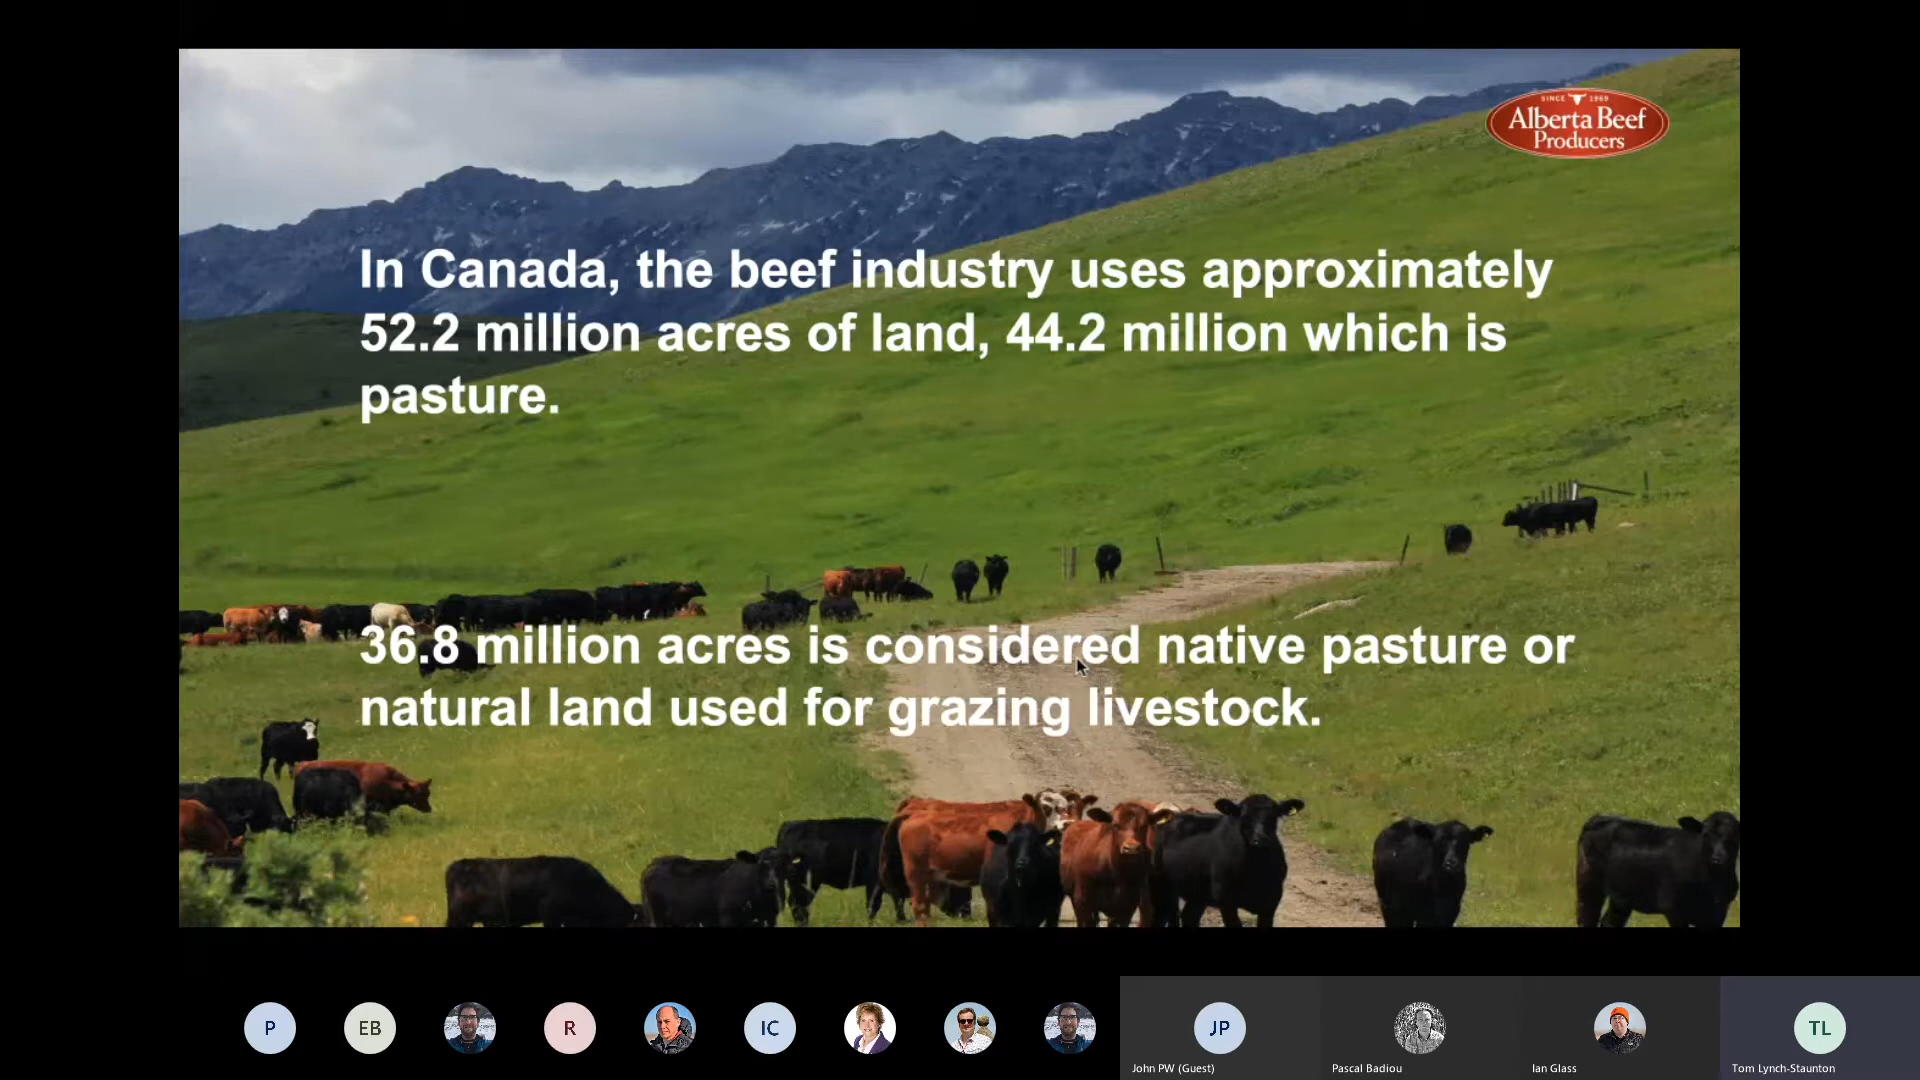 SINCE 1969
Alberta Beef
Producers
In Canada, the beef industry uses approximately
52.2 million acres of land, 44.2 million which is
pasture.
36.8 million acres is considered native pasture or
natural land used for grazing livestock.
P
EB
R
IC
JP
TL
John PW (Guest)
Pascal Badiou
Ian Glass
Tom Lynch-Staunton